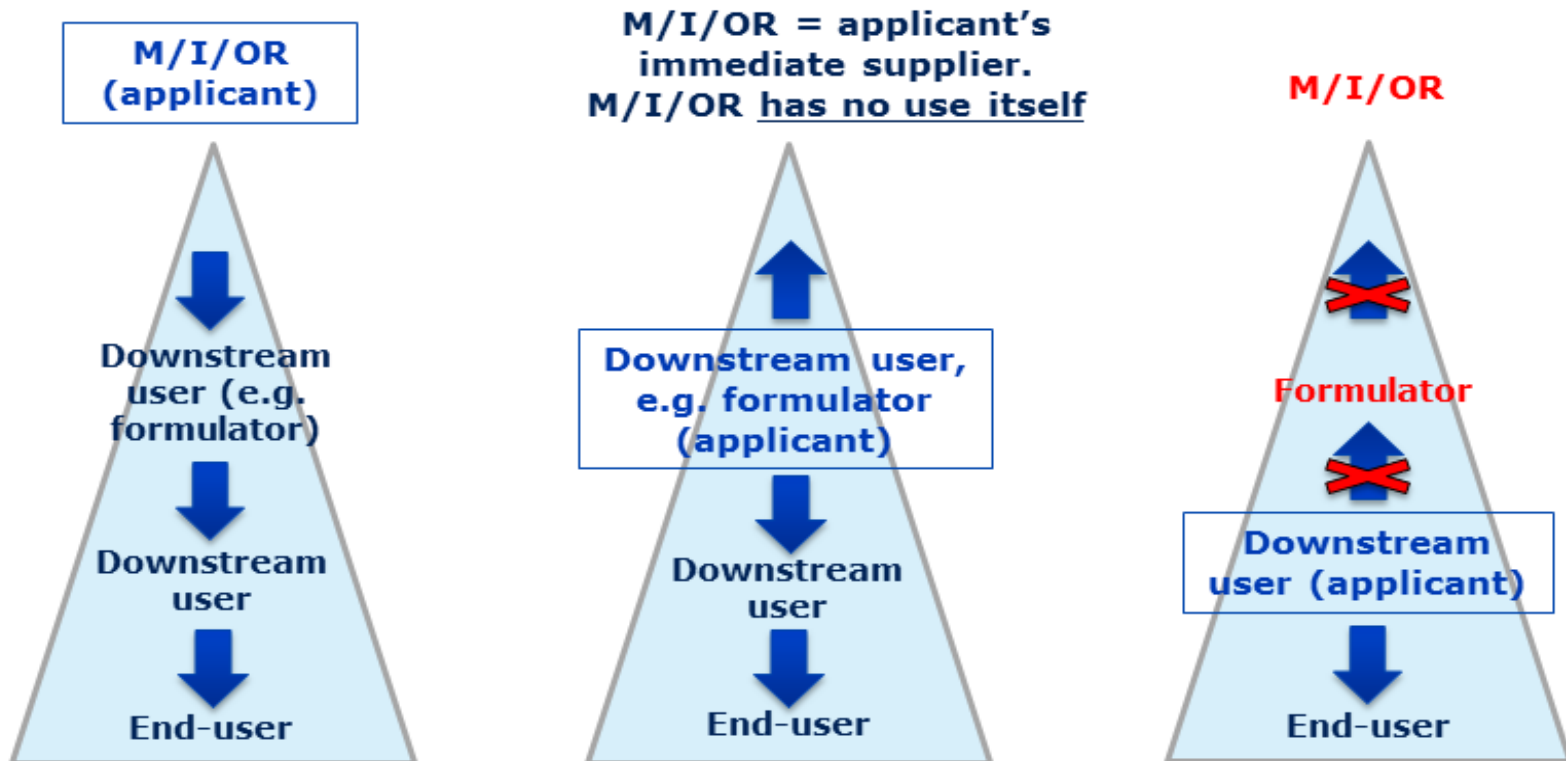 M/I/OR
(applicant)
Downstream
user (e.g.
formulator)
Downstream
user
End-user
M/I/OR = applicant’s
immediate supplier.
M/I/OR has no use itself
Downstream user,
e.g. formulator
(applicant)
Downstream
user
End-user
M/I/OR
Formulator
Downstream
user (applicant)
End-user